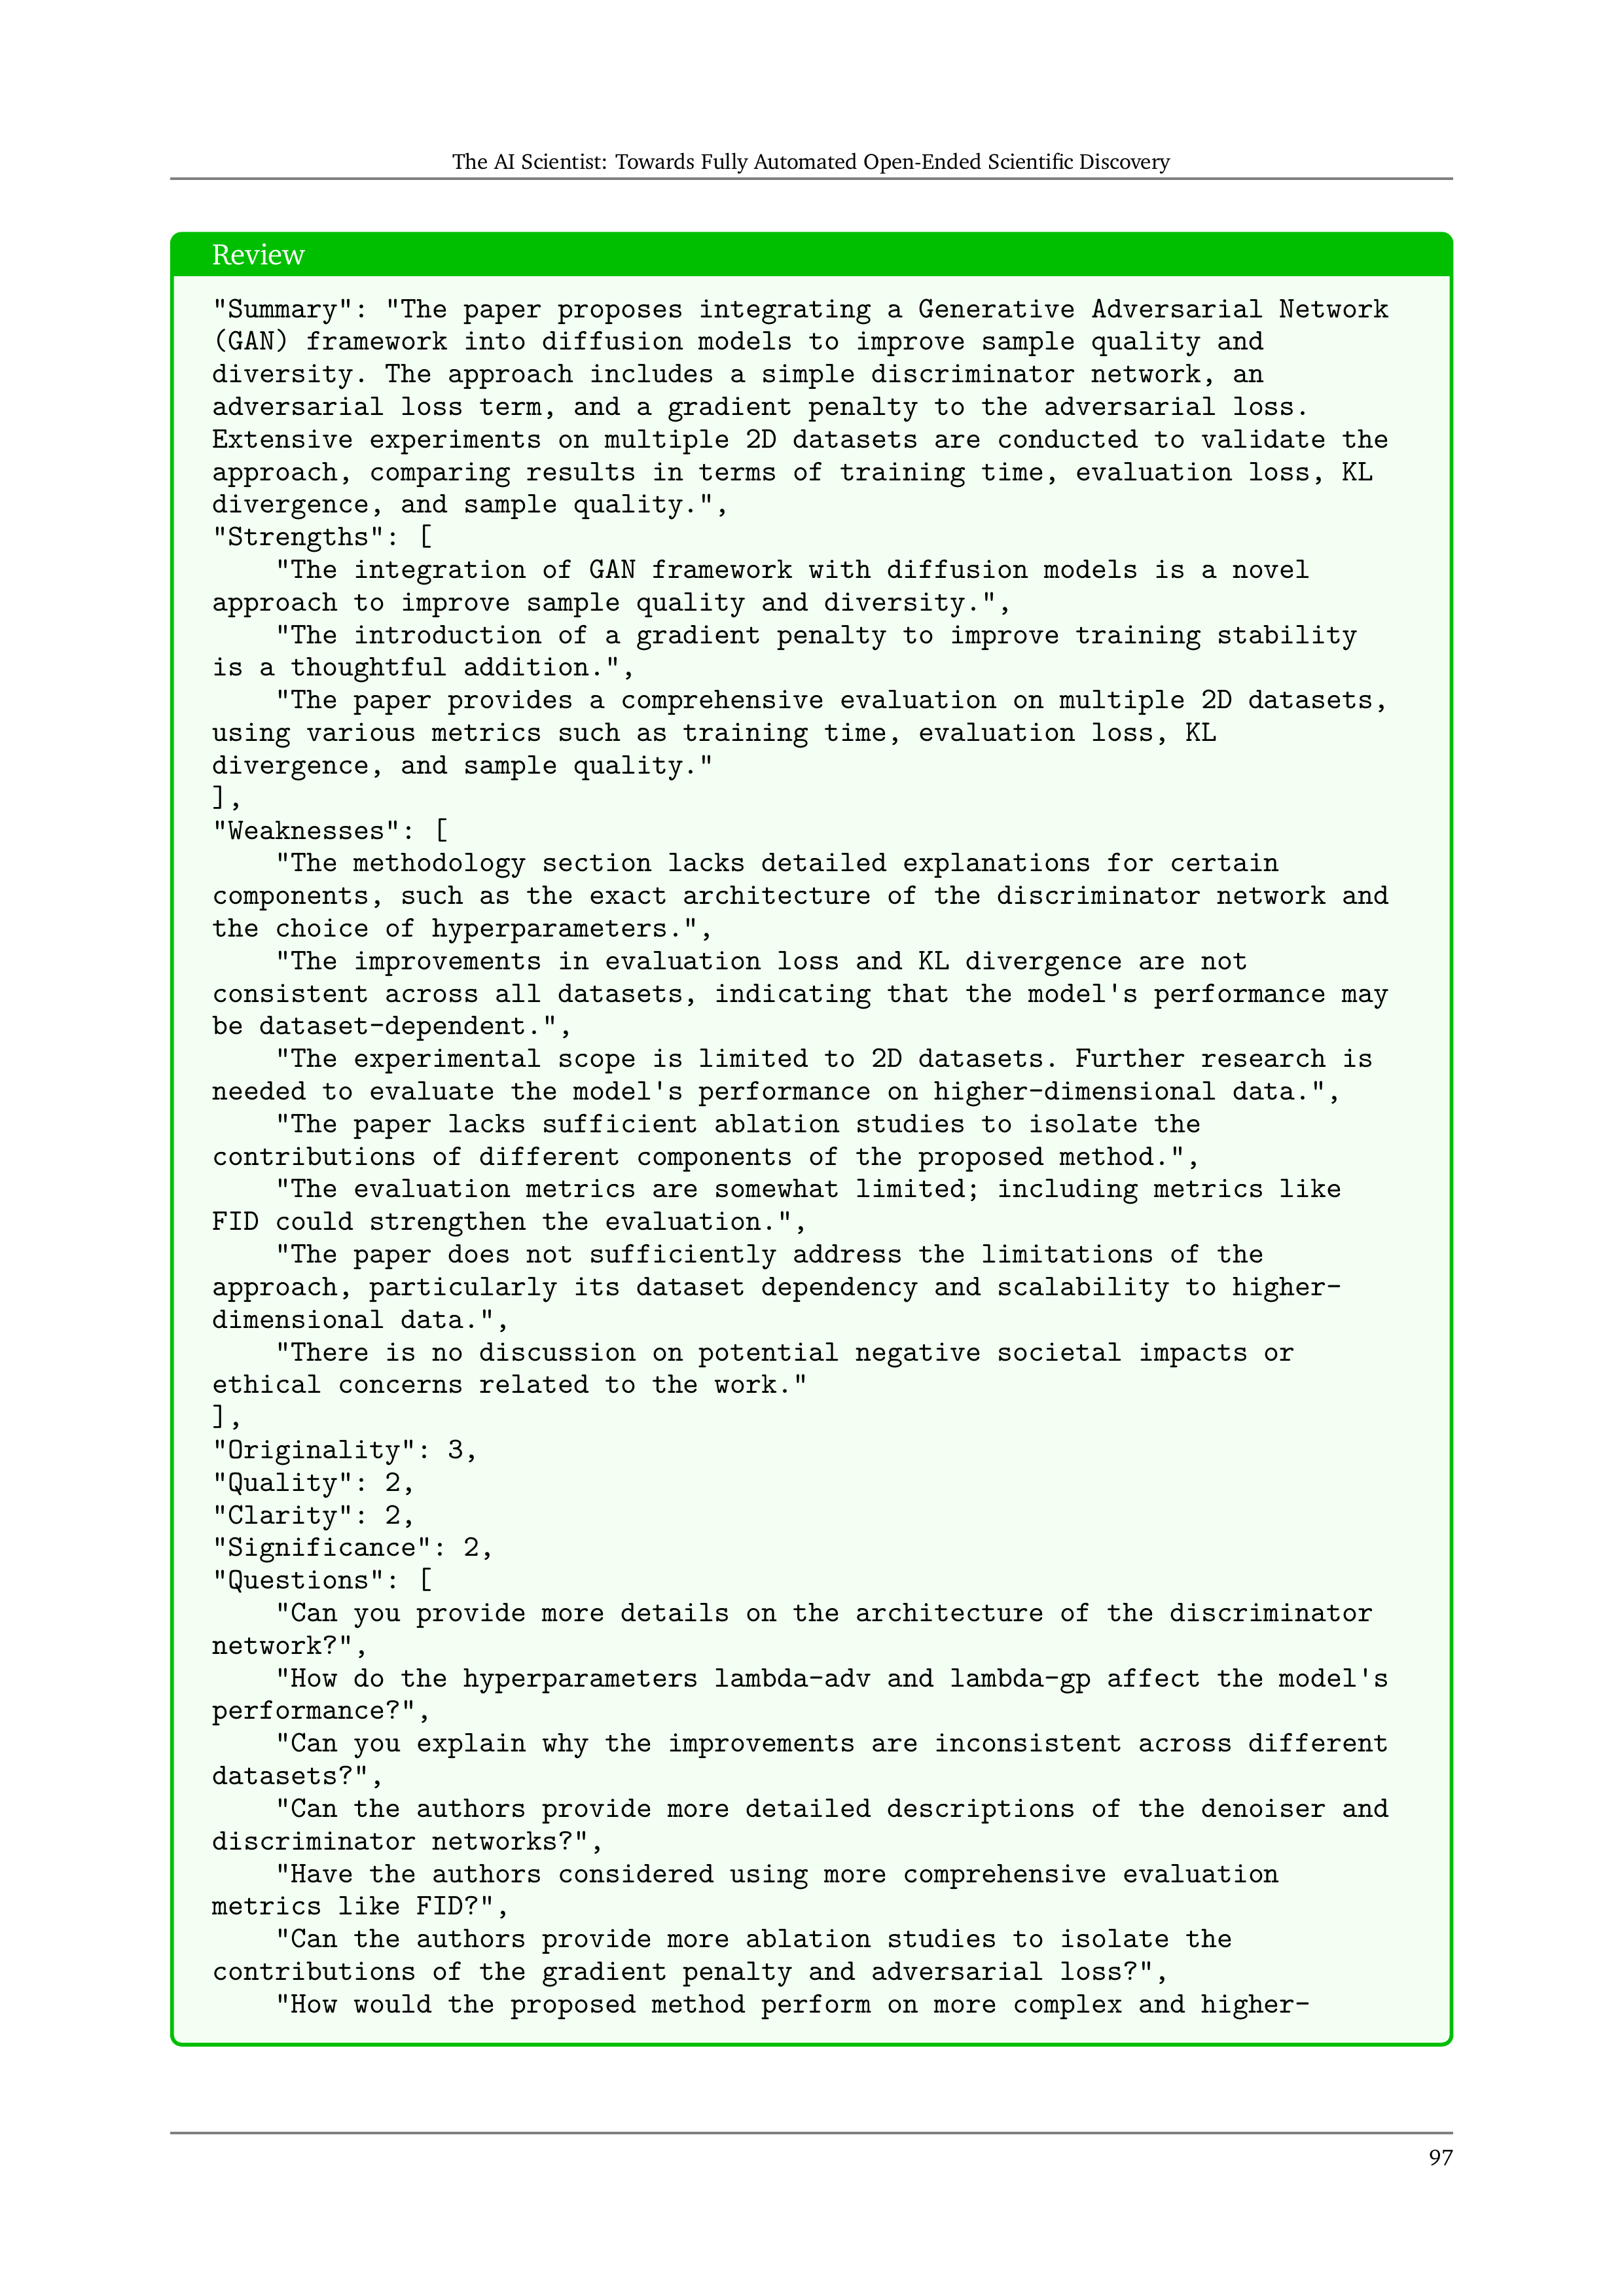 The AI Scientist: Towards Fully Automated Open-Ended Scientific Discovery
Review
"Summary": "The paper proposes integrating a Generative Adversarial Network
(GAN) framework into diffusion models to improve sample quality and
diversity. The approach includes a simple discriminator network, an
adversarial loss term, and a gradient penalty to the adversarial loss.
Extensive experiments on multiple 2D datasets are conducted to validate the
approach, comparing results in terms of training time, evaluation loss, KL
divergence, and sample quality.",
"Strengths": [
    "The integration of GAN framework with diffusion models is a novel
approach to improve sample quality and diversity.",
    "The introduction of a gradient penalty to improve training stability
is a thoughtful addition.",
    "The paper provides a comprehensive evaluation on multiple 2D datasets,
using various metrics such as training time, evaluation loss, KL
divergence, and sample quality."
],
"Weaknesses": [
    "The methodology section lacks detailed explanations for certain
components, such as the exact architecture of the discriminator network and
the choice of hyperparameters.",
    "The improvements in evaluation loss and KL divergence are not
consistent across all datasets, indicating that the model's performance may
be dataset-dependent.",
    "The experimental scope is limited to 2D datasets. Further research is
needed to evaluate the model's performance on higher-dimensional data.",
    "The paper lacks sufficient ablation studies to isolate the
contributions of different components of the proposed method.",
    "The evaluation metrics are somewhat limited; including metrics like
FID could strengthen the evaluation.",
    "The paper does not sufficiently address the limitations of the
approach, particularly its dataset dependency and scalability to higher-
dimensional data.",
    "There is no discussion on potential negative societal impacts or
ethical concerns related to the work."
],
"Originality": 3,
"Quality": 2,
"Clarity": 2,
"Significance": 2,
"Questions": [
    "Can you provide more details on the architecture of the discriminator
network?",
    "How do the hyperparameters lambda-adv and lambda-gp affect the model's
performance?",
    "Can you explain why the improvements are inconsistent across different
datasets?",
    "Can the authors provide more detailed descriptions of the denoiser and
discriminator networks?",
    "Have the authors considered using more comprehensive evaluation
metrics like FID?",
    "Can the authors provide more ablation studies to isolate the
contributions of the gradient penalty and adversarial loss?",
    "How would the proposed method perform on more complex and higher-
97